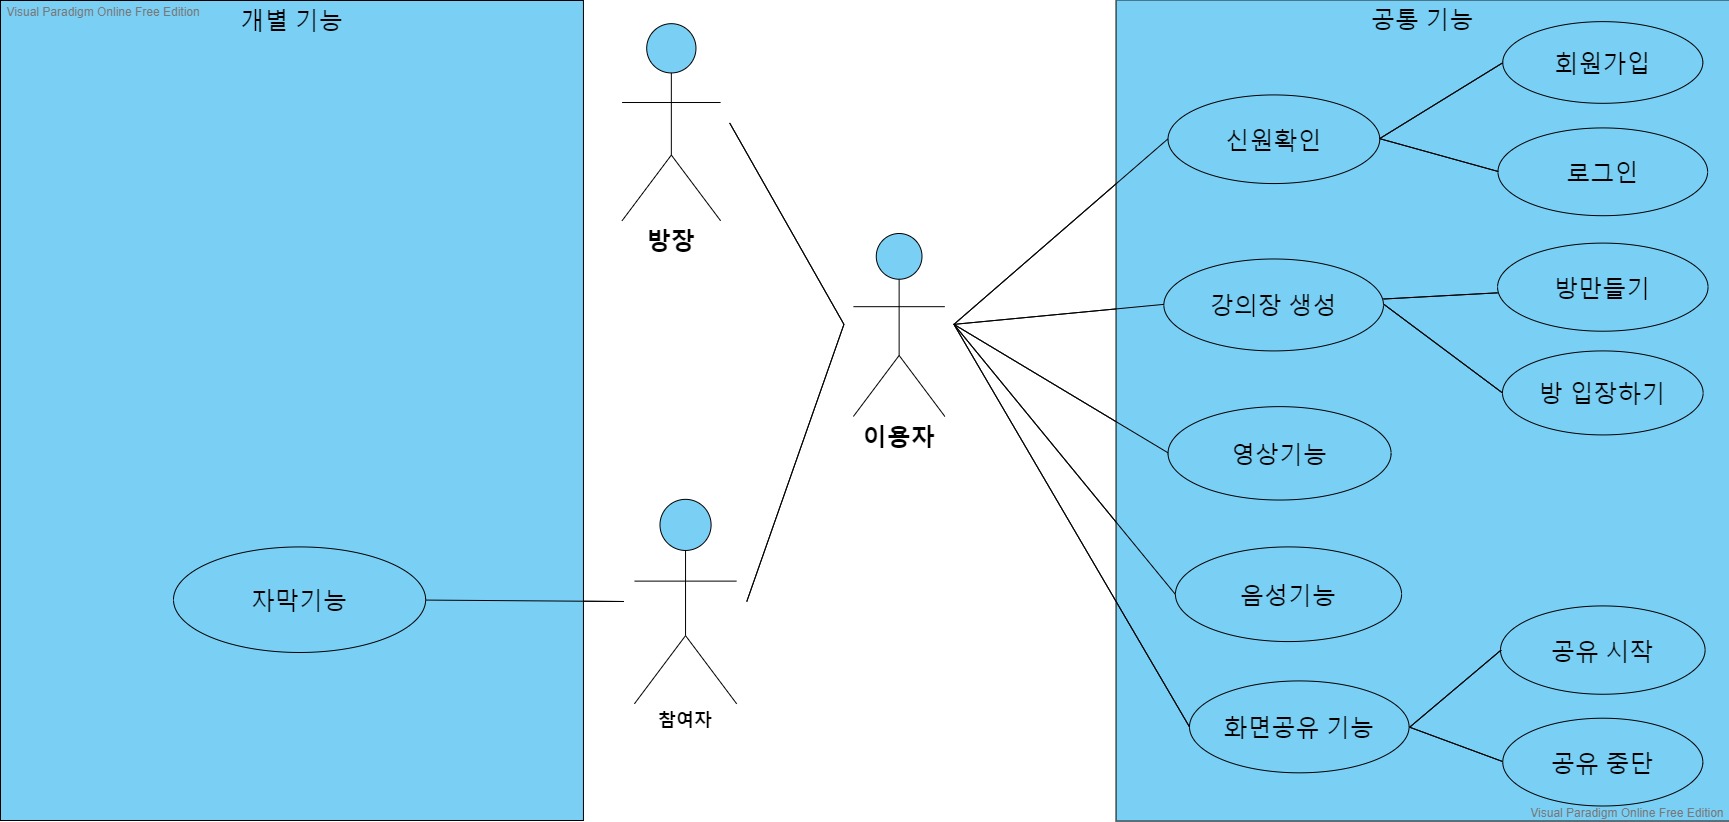 Visual Paradigm Online Free Edition
개별 기능
자막기능
방장
참여자
이용자
공통 기능
회원가입
신원확인
로그인
방만들기
강의장 생성
방 입장하기
영상기능
음성기능
공유 시작
화면공유 기능
공유 중단
Visual Paradigm Online Free Edition